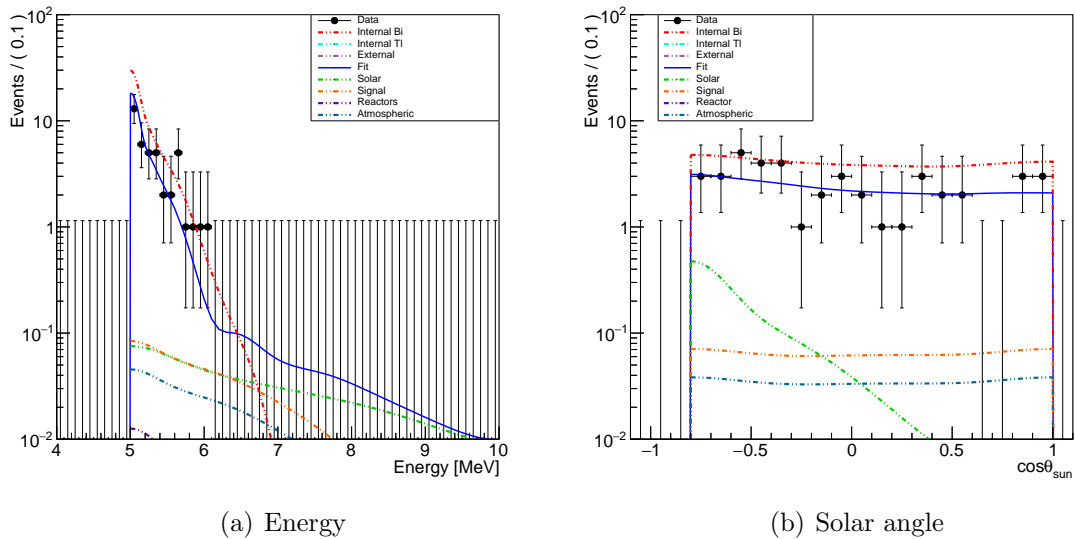 10²
10
1
10⁻¹
10⁻²
Events / ( 0.1 )
Data
Internal Bi
Internal Tl
External
Fit
Solar
Signal
Reactor
Atmospheric
4 5 6 7 8 9 10
Energy [MeV]
(a) Energy
10²
10
1
10⁻¹
10⁻²
Events / ( 0.1 )
Data
Internal Bi
Internal Tl
External
Fit
Solar
Signal
Reactors
Atmospheric
−1 −0.5 0 0.5 1
cosθ_sun
(b) Solar angle